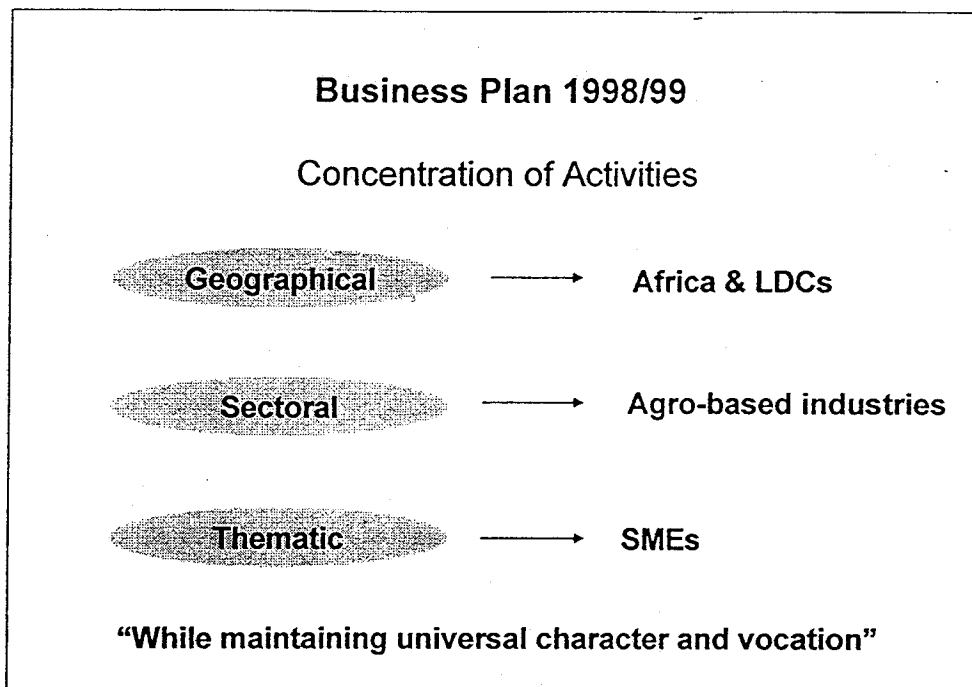 Business Plan 1998/99
Concentration of Activities
Geographical Africa & LDCs
Sectoral Agro-based industries
Thematic SMEs
“While maintaining universal character and vocation”